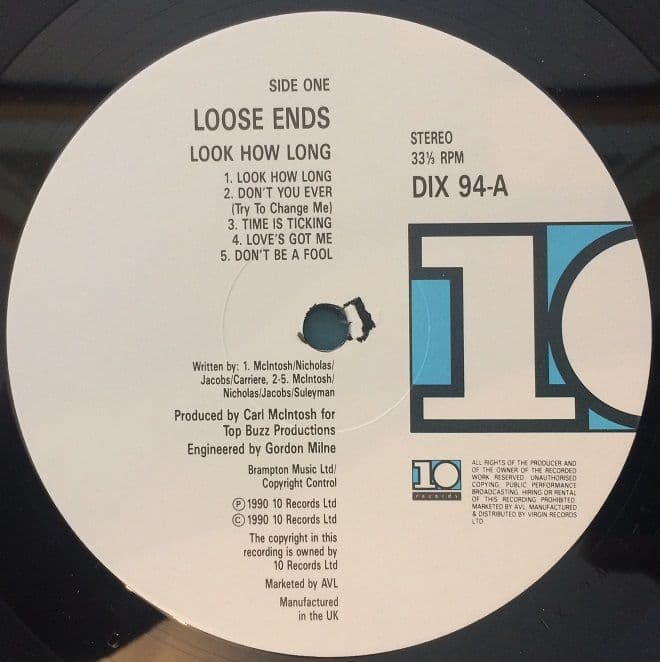 SIDE ONE
LOOSE ENDS
LOOK HOW LONG
1. LOOK HOW LONG
2. DON'T YOU EVER
(Try To Change Me)
3. TIME IS TICKING
4. LOVE'S GOT ME
5. DON'T BE A FOOL
STEREO
33⅓ RPM
DIX 94-A
10
Written by: 1. McIntosh/Nicholas/
Jacobs/Carriere, 2-5. McIntosh/
Nicholas/Jacobs/Suleyman
Produced by Carl McIntosh for
Top Buzz Productions
Engineered by Gordon Milne
Brampton Music Ltd/
Copyright Control
℗ 1990 10 Records Ltd
© 1990 10 Records Ltd
The copyright in this
recording is owned by
10 Records Ltd
Marketed by AVL
Manufactured
in the UK
10
records
ALL RIGHTS OF THE PRODUCER AND
OF THE OWNER OF THE RECORDED
WORK RESERVED. UNAUTHORISED
COPYING, PUBLIC PERFORMANCE
BROADCASTING, HIRING OR RENTAL
OF THIS RECORDING PROHIBITED.
MARKETED BY AVL. MANUFACTURED
& DISTRIBUTED BY VIRGIN RECORDS
LTD